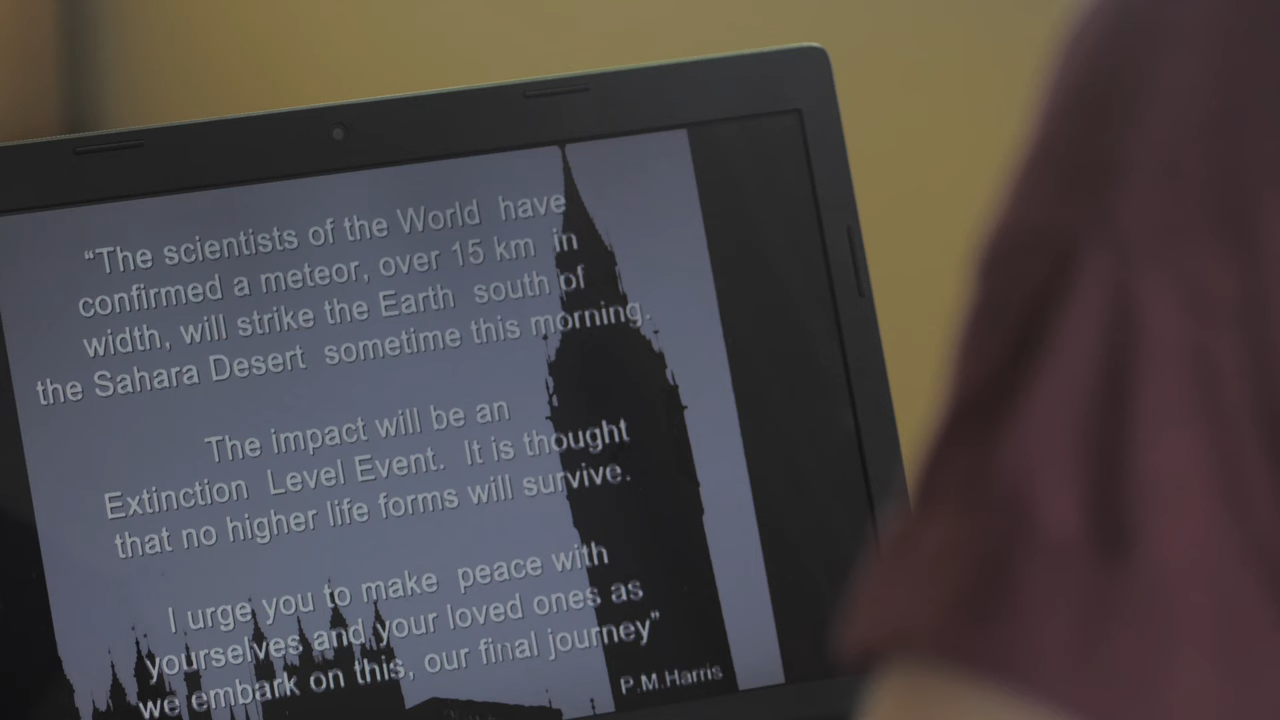 “The scientists of the World have
confirmed a meteor, over 15 km in
width, will strike the Earth south of
the Sahara Desert sometime this morning.
The impact will be an
Extinction Level Event. It is thought
that no higher life forms will survive.
I urge you to make peace with
yourselves and your loved ones as
we embark on this, our final journey”
P.M.Harris